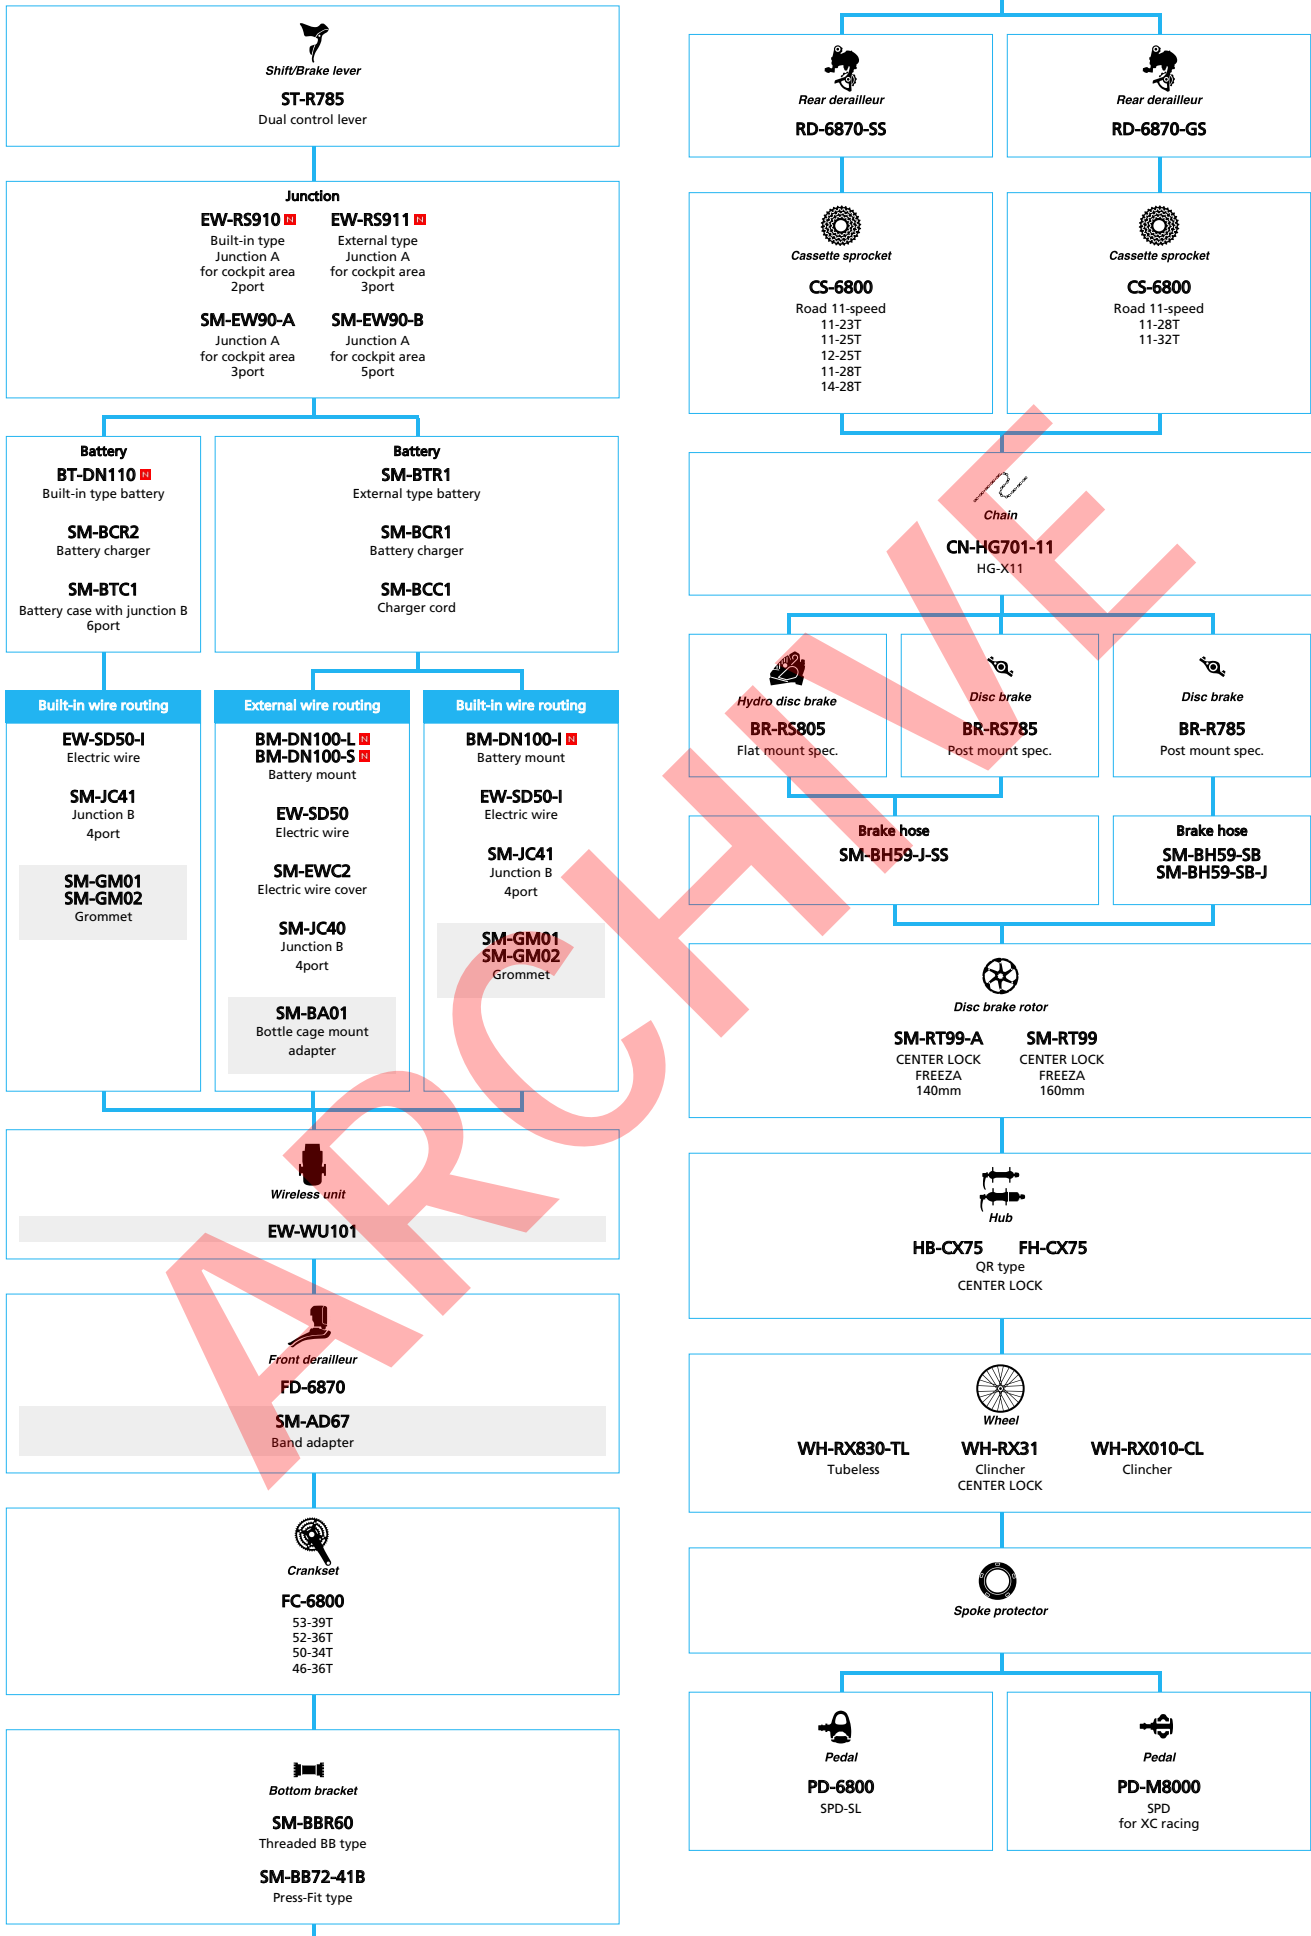 Shift/Brake lever
ST-R785
Dual control lever
Junction
EW-RS910 N EW-RS911 N
Built-in type External type
Junction A Junction A
for cockpit area for cockpit area
2port 3port
SM-EW90-A SM-EW90-B
Junction A Junction A
for cockpit area for cockpit area
3port 5port
Battery
BT-DN110 N
Built-in type battery
SM-BCR2
Battery charger
SM-BTC1
Battery case with junction B
6port
Battery
SM-BTR1
External type battery
SM-BCR1
Battery charger
SM-BCC1
Charger cord
Built-in wire routing
EW-SD50-I
Electric wire
SM-JC41
Junction B
4port
SM-GM01
SM-GM02
Grommet
External wire routing
BM-DN100-L N
BM-DN100-S N
Battery mount
EW-SD50
Electric wire
SM-EWC2
Electric wire cover
SM-JC40
Junction B
4port
SM-BA01
Bottle cage mount
adapter
Built-in wire routing
BM-DN100-I N
Battery mount
EW-SD50-I
Electric wire
SM-JC41
Junction B
4port
SM-GM01
SM-GM02
Grommet
Wireless unit
EW-WU101
Front derailleur
FD-6870
SM-AD67
Band adapter
Crankset
FC-6800
53-39T
52-36T
50-34T
46-36T
Bottom bracket
SM-BBR60
Threaded BB type
SM-BB72-41B
Press-Fit type
Rear derailleur
RD-6870-SS
Rear derailleur
RD-6870-GS
Cassette sprocket
CS-6800
Road 11-speed
11-23T
11-25T
12-25T
11-28T
14-28T
Cassette sprocket
CS-6800
Road 11-speed
11-28T
11-32T
Chain
CN-HG701-11
HG-X11
Hydro disc brake
BR-RS805
Flat mount spec.
Disc brake
BR-RS785
Post mount spec.
Disc brake
BR-R785
Post mount spec.
Brake hose
SM-BH59-J-SS
Brake hose
SM-BH59-SB
SM-BH59-SB-J
Disc brake rotor
SM-RT99-A SM-RT99
CENTER LOCK CENTER LOCK
FREEZA FREEZA
140mm 160mm
Hub
HB-CX75 FH-CX75
QR type
CENTER LOCK
Wheel
WH-RX830-TL WH-RX31 WH-RX010-CL
Tubeless Clincher Clincher
CENTER LOCK
Spoke protector
Pedal
PD-6800
SPD-SL
Pedal
PD-M8000
SPD
for XC racing
ARCHIVE